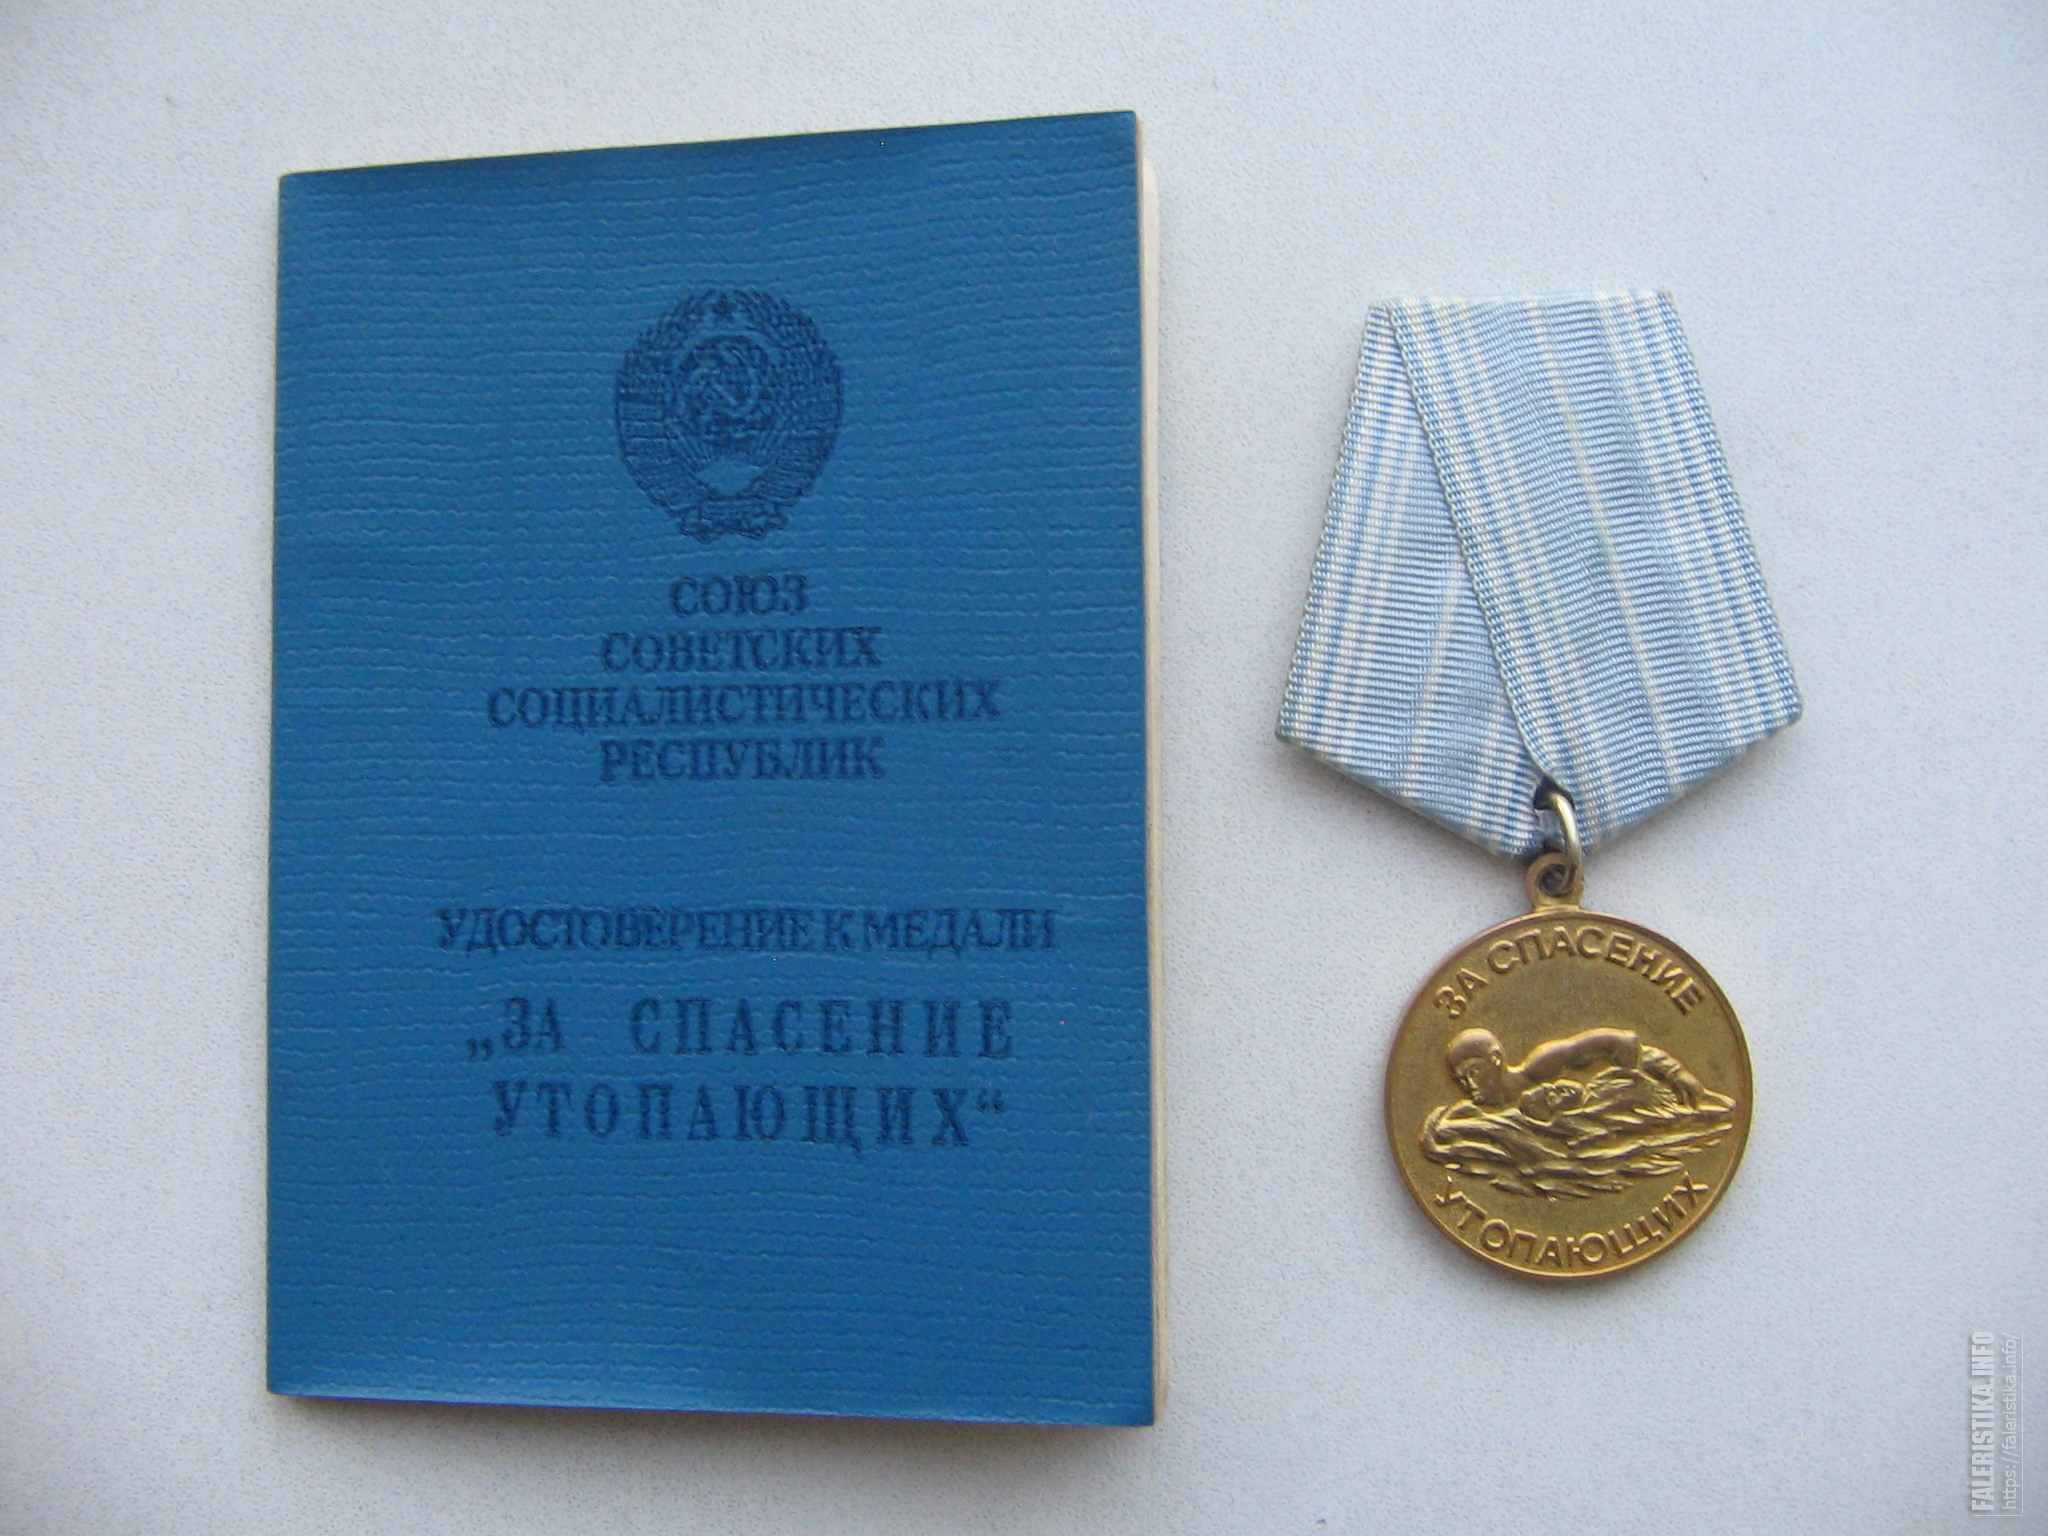 СОЮЗ
СОВЕТСКИХ
СОЦИАЛИСТИЧЕСКИХ
РЕСПУБЛИК
УДОСТОВЕРЕНИЕ К МЕДАЛИ
„ЗА СПАСЕНИЕ
УТОПАЮЩИХ“
ЗА СПАСЕНИЕ
УТОПАЮЩИХ
FALERISTIKA.INFO
https://faleristika.info/